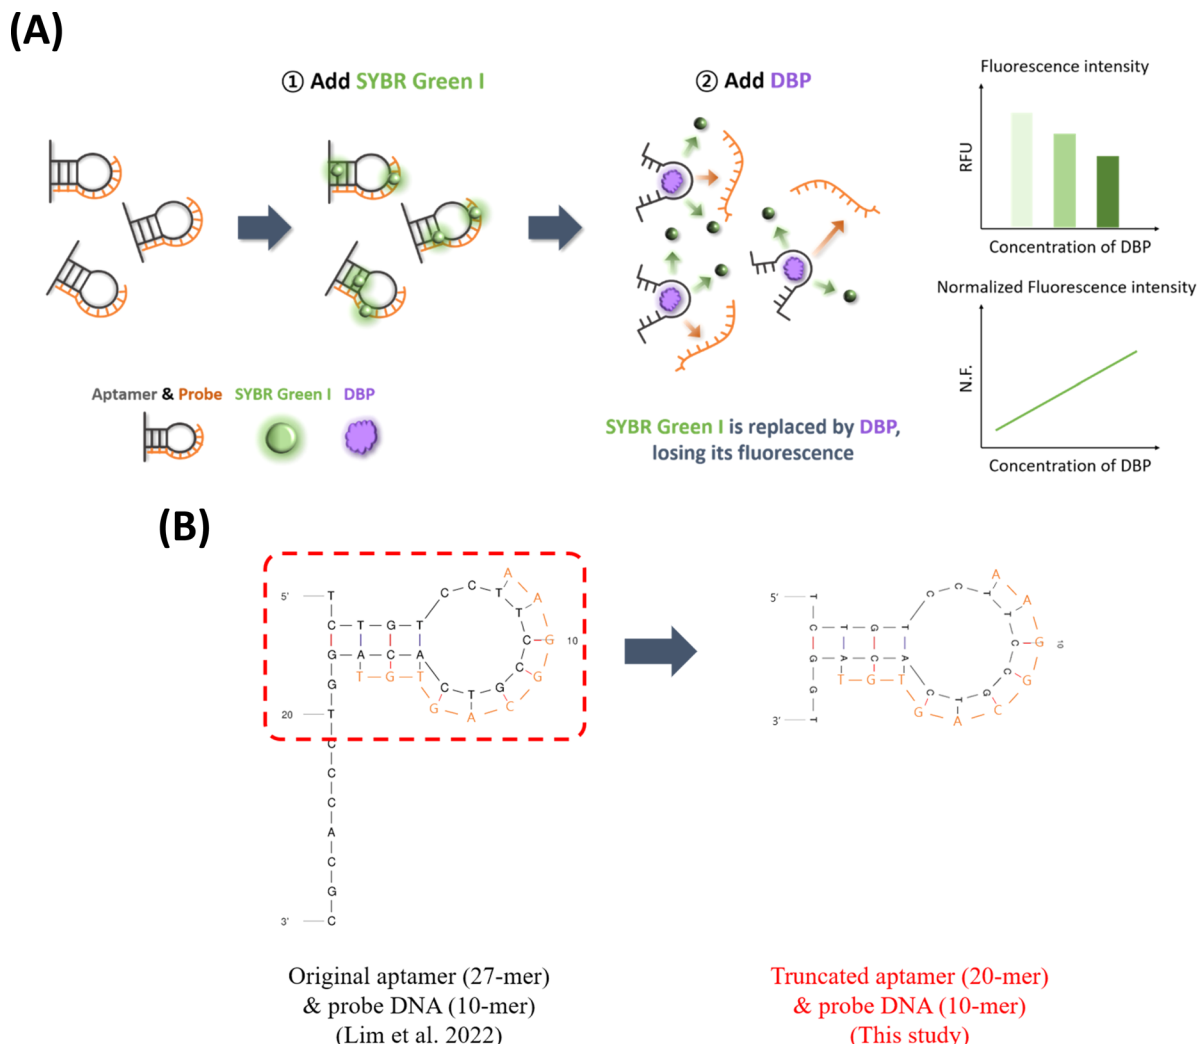 (A)
① Add SYBR Green I
② Add DBP
Fluorescence intensity
RFU
Concentration of DBP
Normalized Fluorescence intensity
N.F.
Concentration of DBP
Aptamer & Probe SYBR Green I DBP
SYBR Green I is replaced by DBP,
losing its fluorescence
(B)
5'
T
C T G T
C C T T C C G T C
A C A G
G
T
20
10
C
C
C
A
C
G
C
3'
A A G G C A G T G T
5'
T
C T G T
C C T T C C G T C
A C A G
G
T
3'
10
A A G G C A G T G T
Original aptamer (27-mer)
& probe DNA (10-mer)
(Lim et al. 2022)
Truncated aptamer (20-mer)
& probe DNA (10-mer)
(This study)